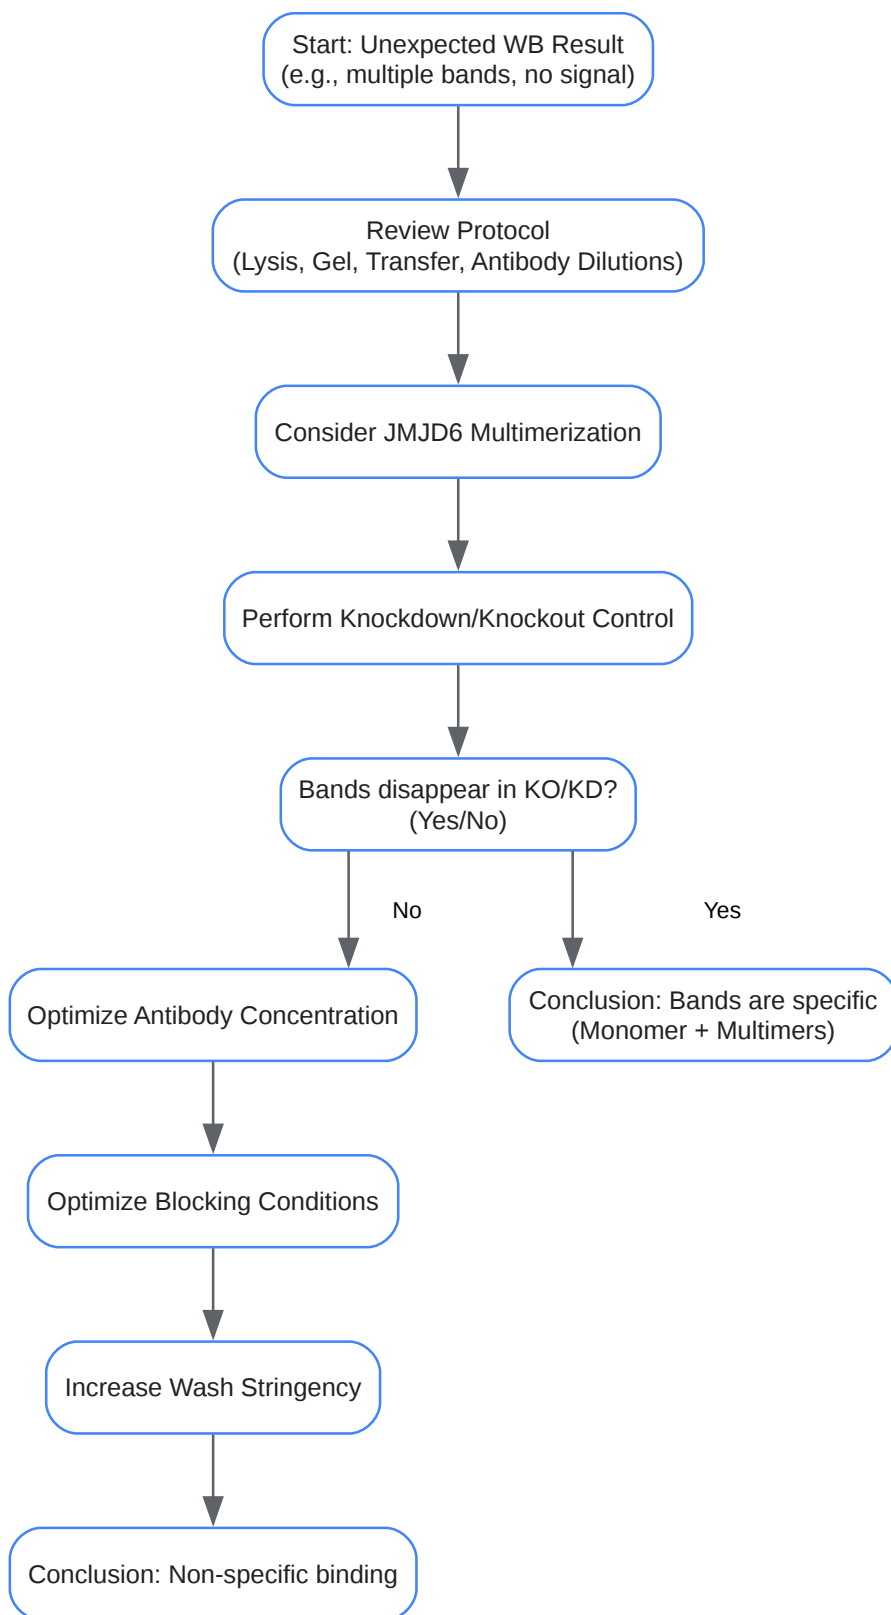 Start: Unexpected WB Result
(e.g., multiple bands, no signal)
Review Protocol
(Lysis, Gel, Transfer, Antibody Dilutions)
Consider JMJD6 Multimerization
Perform Knockdown/Knockout Control
Bands disappear in KO/KD?
(Yes/No)
No
Yes
Optimize Antibody Concentration
Conclusion: Bands are specific
(Monomer + Multimers)
Optimize Blocking Conditions
Increase Wash Stringency
Conclusion: Non-specific binding